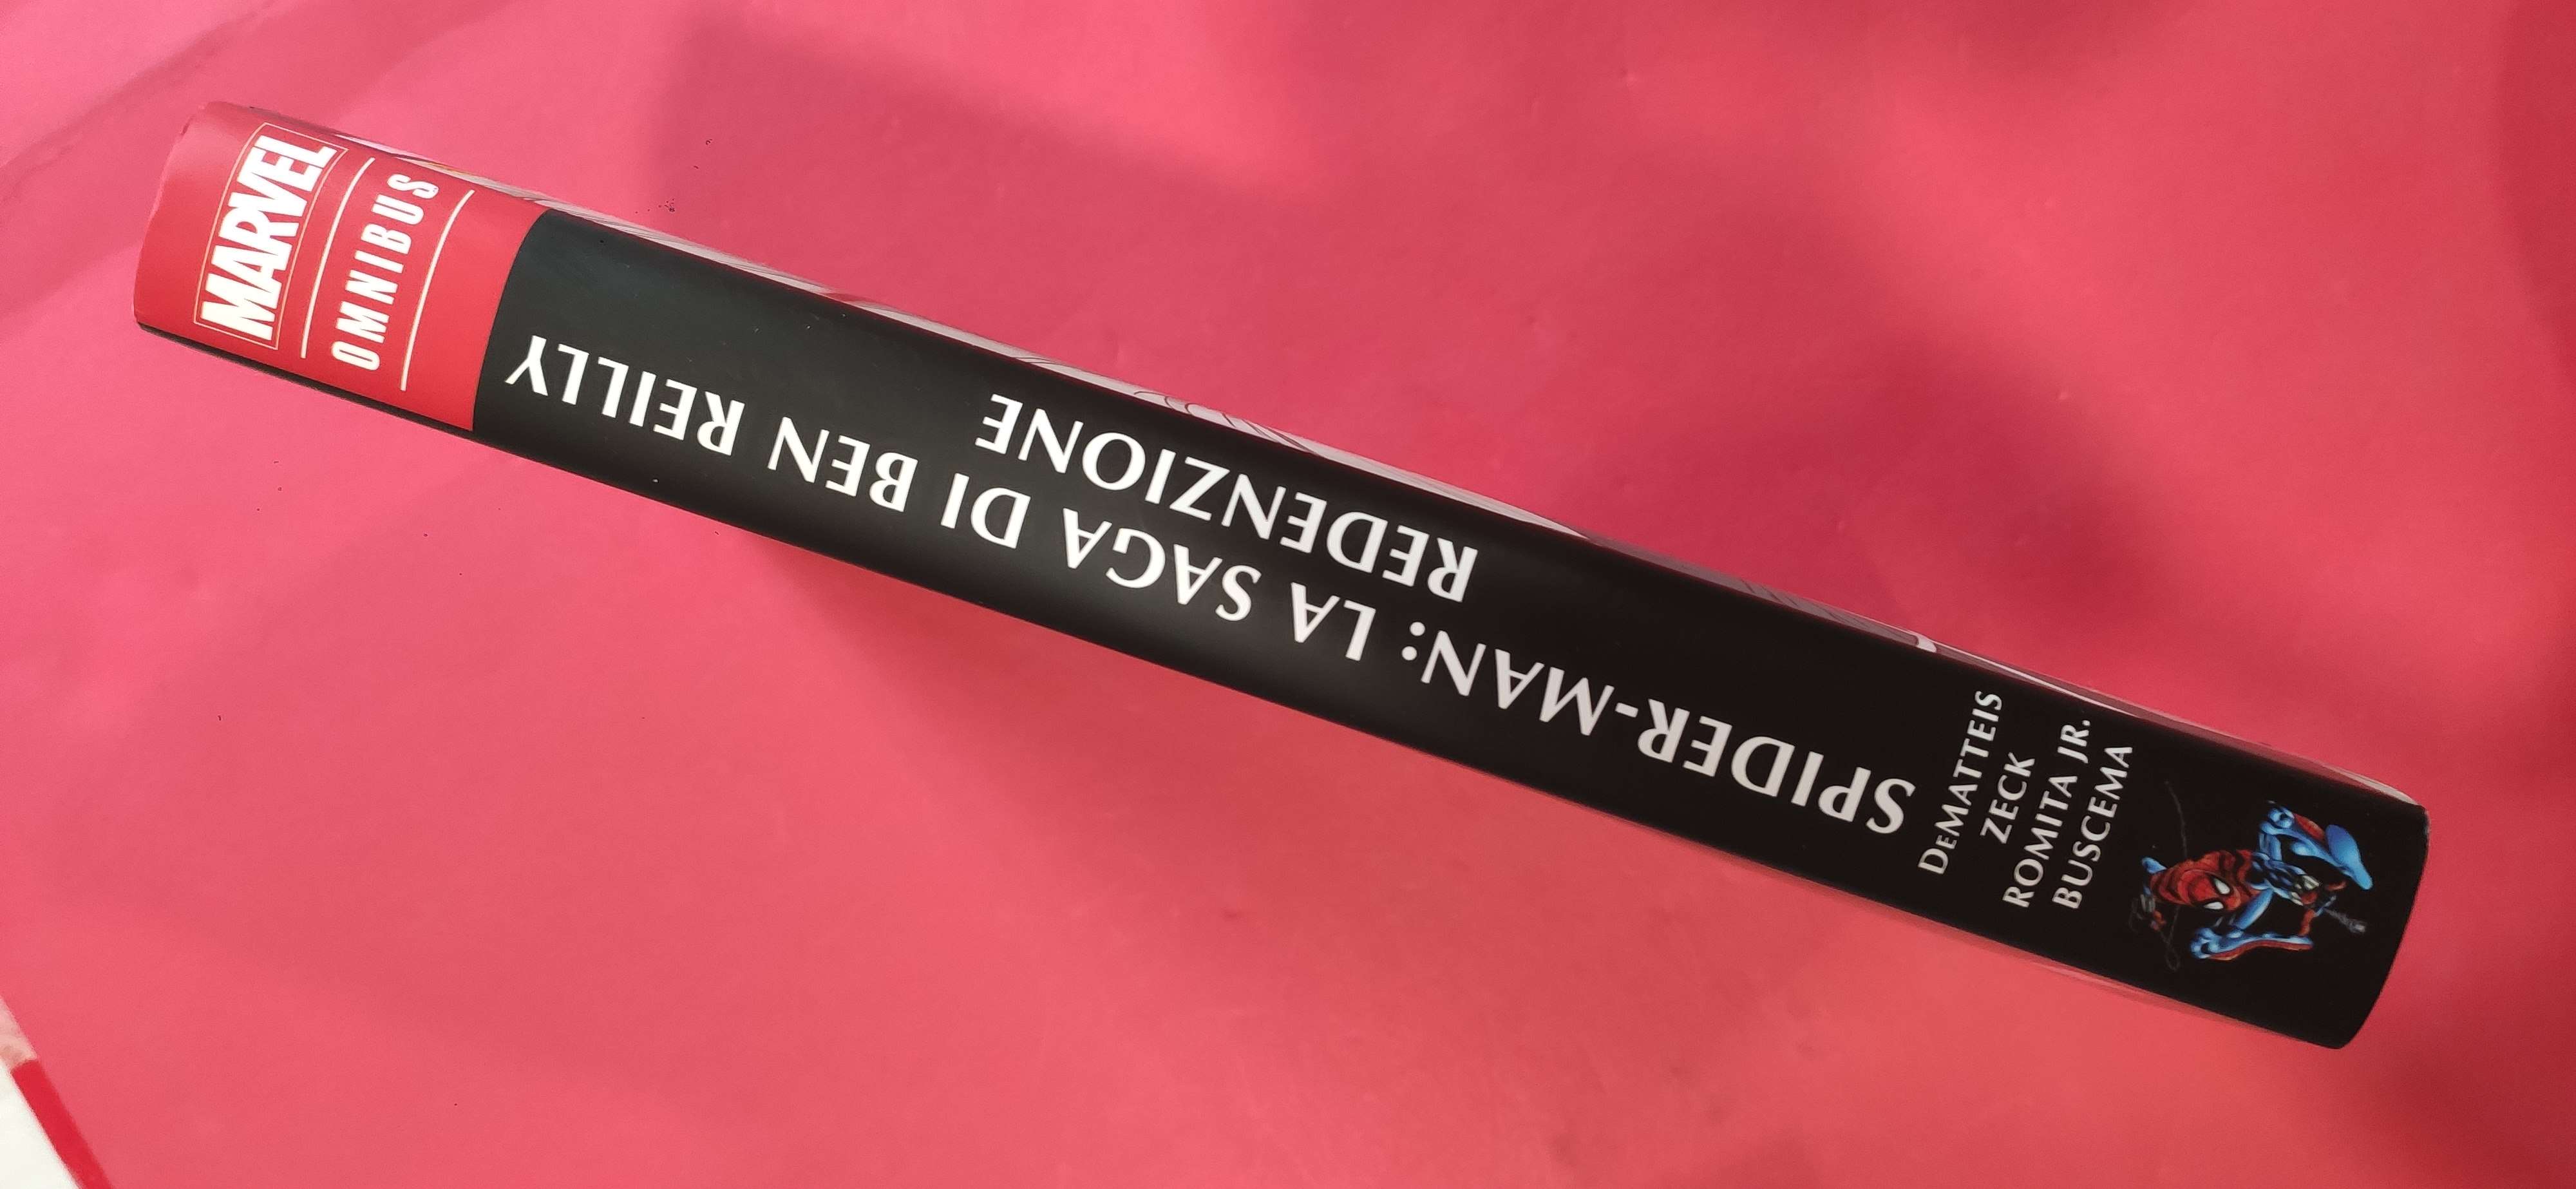 SPIDER-MAN: LA SAGA DI BEN REILLY
REDENZIONE
DeMATTEIS
ZECK
ROMITA JR.
BUSCEMA
MARVEL
OMNIBUS